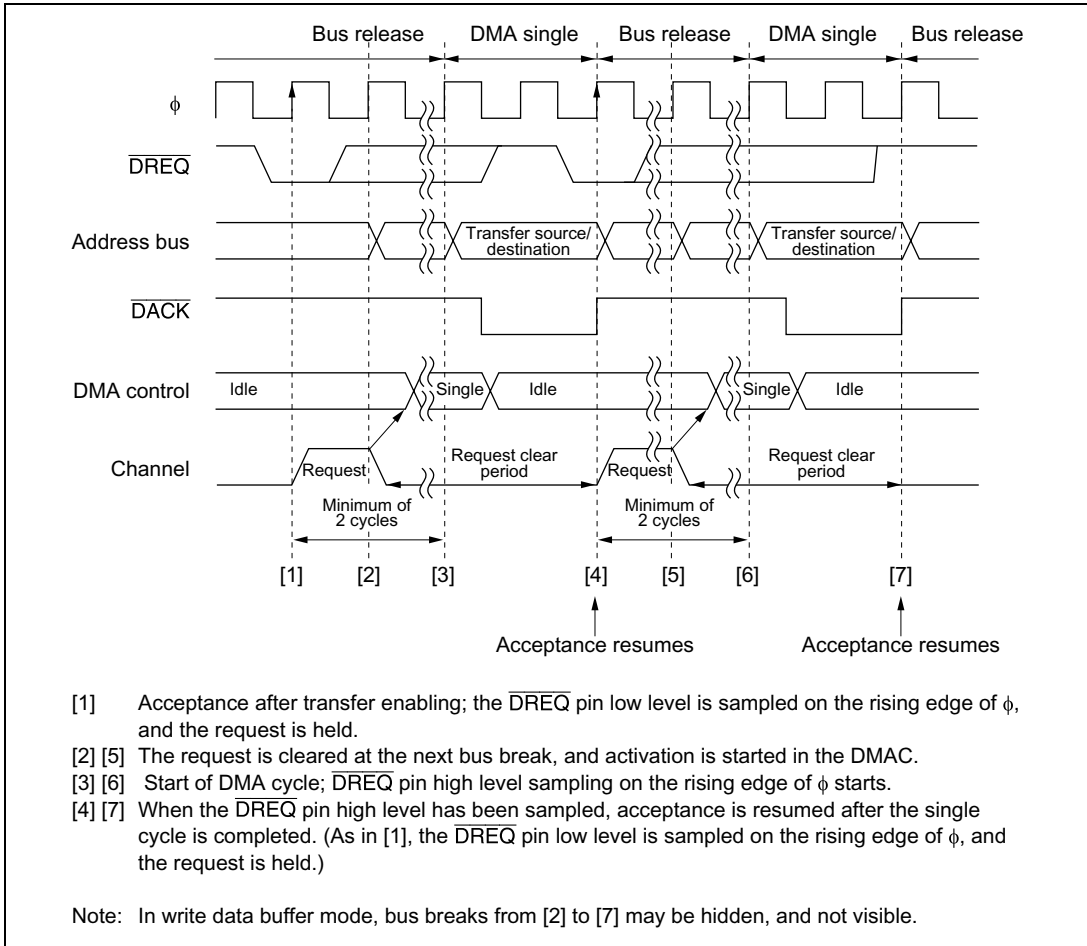 Bus release DMA single Bus release DMA single Bus release
ϕ
DREQ
Address bus
Transfer source/
destination
Transfer source/
destination
DACK
DMA control
Idle Single Idle Single Idle
Channel
Request
Request clear
period
Request
Request clear
period
Minimum of
2 cycles
Minimum of
2 cycles
[1] [2] [3] [4] [5] [6] [7]
Acceptance resumes Acceptance resumes
[1] Acceptance after transfer enabling; the DREQ pin low level is sampled on the rising edge of ϕ,
and the request is held.
[2] [5] The request is cleared at the next bus break, and activation is started in the DMAC.
[3] [6] Start of DMA cycle; DREQ pin high level sampling on the rising edge of ϕ starts.
[4] [7] When the DREQ pin high level has been sampled, acceptance is resumed after the single
cycle is completed. (As in [1], the DREQ pin low level is sampled on the rising edge of ϕ, and
the request is held.)
Note: In write data buffer mode, bus breaks from [2] to [7] may be hidden, and not visible.